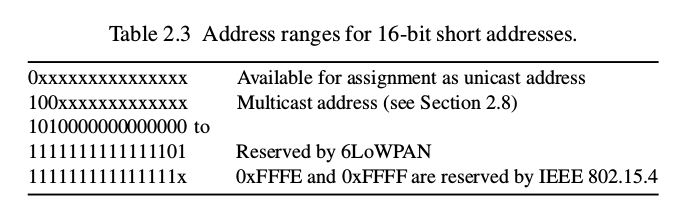 Table 2.3 Address ranges for 16-bit short addresses.
0xxxxxxxxxxxxxxx Available for assignment as unicast address
100xxxxxxxxxxxxx Multicast address (see Section 2.8)
1010000000000000 to
1111111111111101 Reserved by 6LoWPAN
111111111111111x 0xFFFE and 0xFFFF are reserved by IEEE 802.15.4